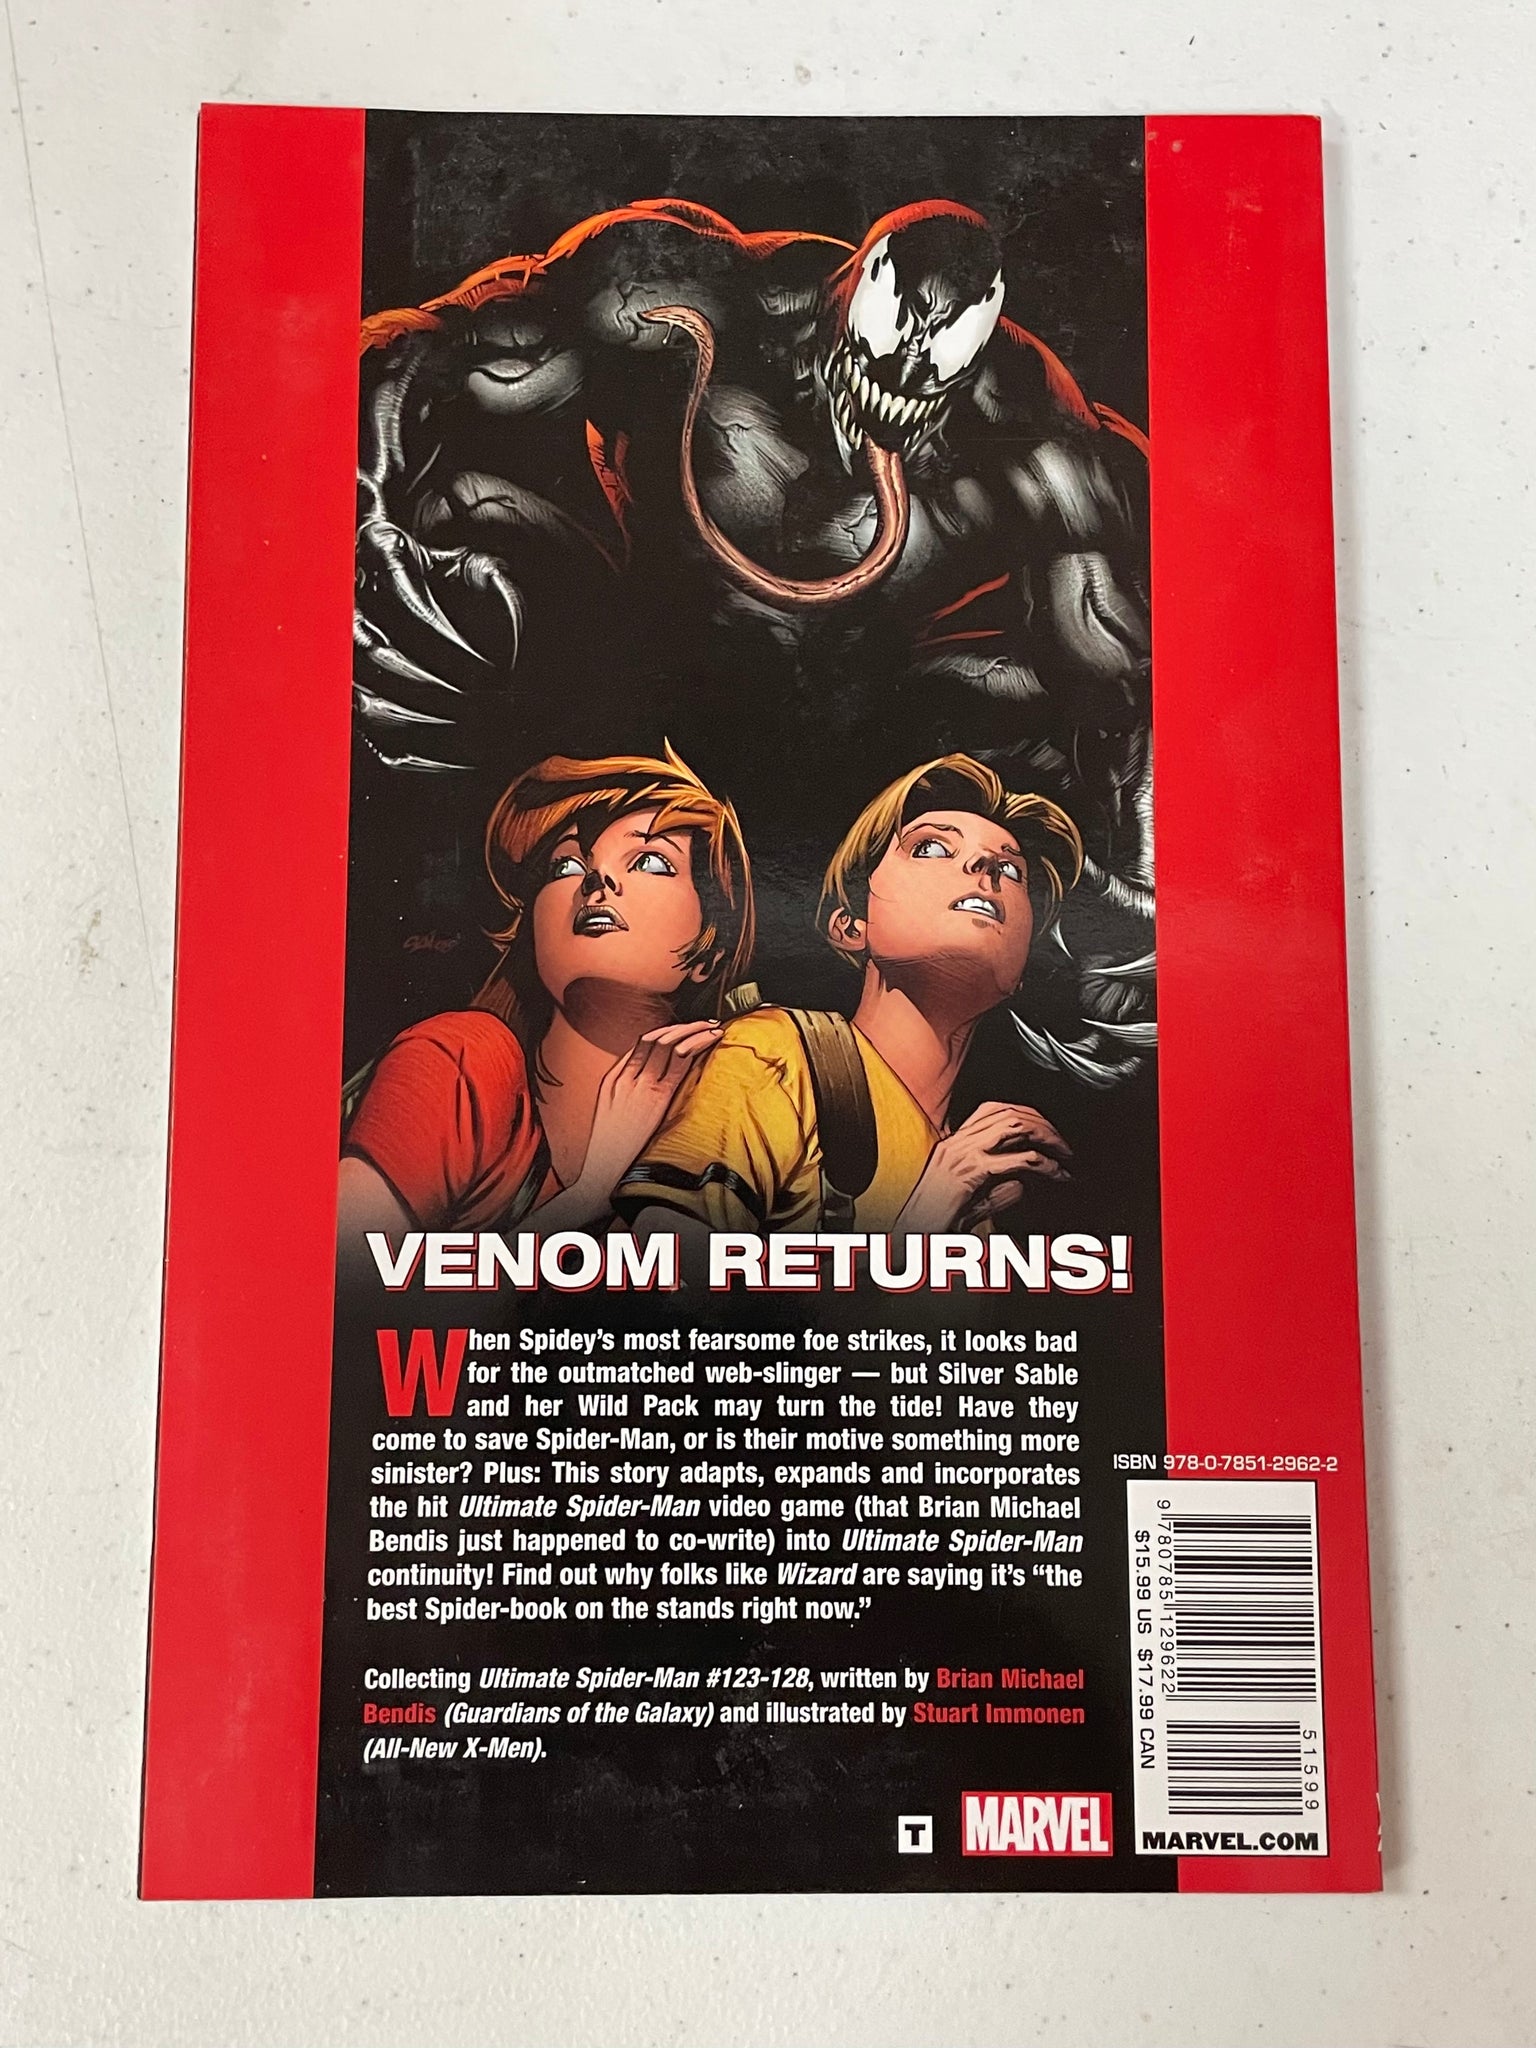 VENOM RETURNS!
When Spidey's most fearsome foe strikes, it looks bad
for the outmatched web-slinger — but Silver Sable
and her Wild Pack may turn the tide! Have they
come to save Spider-Man, or is their motive something more
sinister? Plus: This story adapts, expands and incorporates
the hit Ultimate Spider-Man video game (that Brian Michael
Bendis just happened to co-write) into Ultimate Spider-Man
continuity! Find out why folks like Wizard are saying it's “the
best Spider-book on the stands right now.”
Collecting Ultimate Spider-Man #123-128, written by Brian Michael
Bendis (Guardians of the Galaxy) and illustrated by Stuart Immonen
(All-New X-Men).
T
MARVEL
ISBN 978-0-7851-2962-2
9 780785 129622
51599
$15.99 US $17.99 CAN
MARVEL.COM